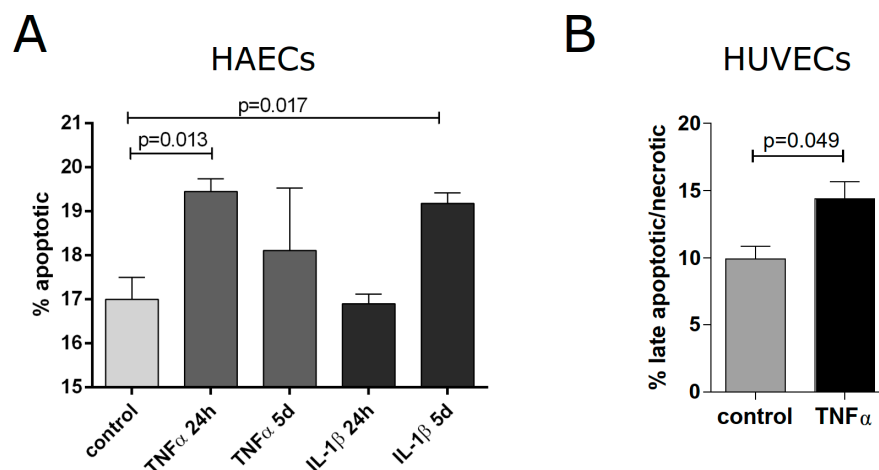 A
HAECs
p=0.017
p=0.013
% apoptotic
21
20
19
18
17
16
15
control
TNFα 24h
TNFα 5d
IL-1β 24h
IL-1β 5d
B
HUVECs
p=0.049
% late apoptotic/necrotic
20
15
10
5
0
control
TNFα